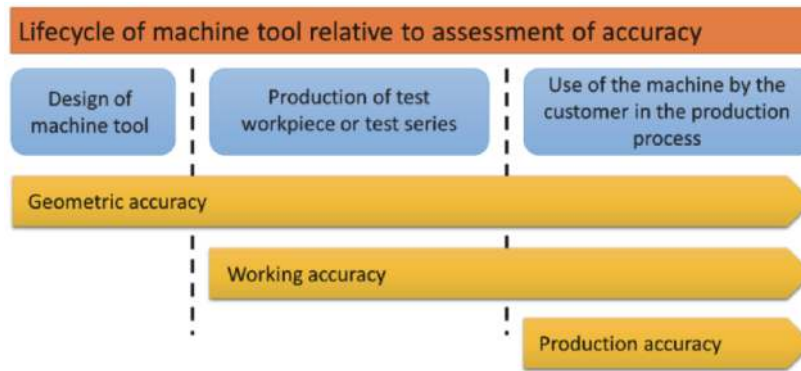 Lifecycle of machine tool relative to assessment of accuracy
Design of
machine tool
Production of test
workpiece or test series
Use of the machine by the
customer in the production
process
Geometric accuracy
Working accuracy
Production accuracy